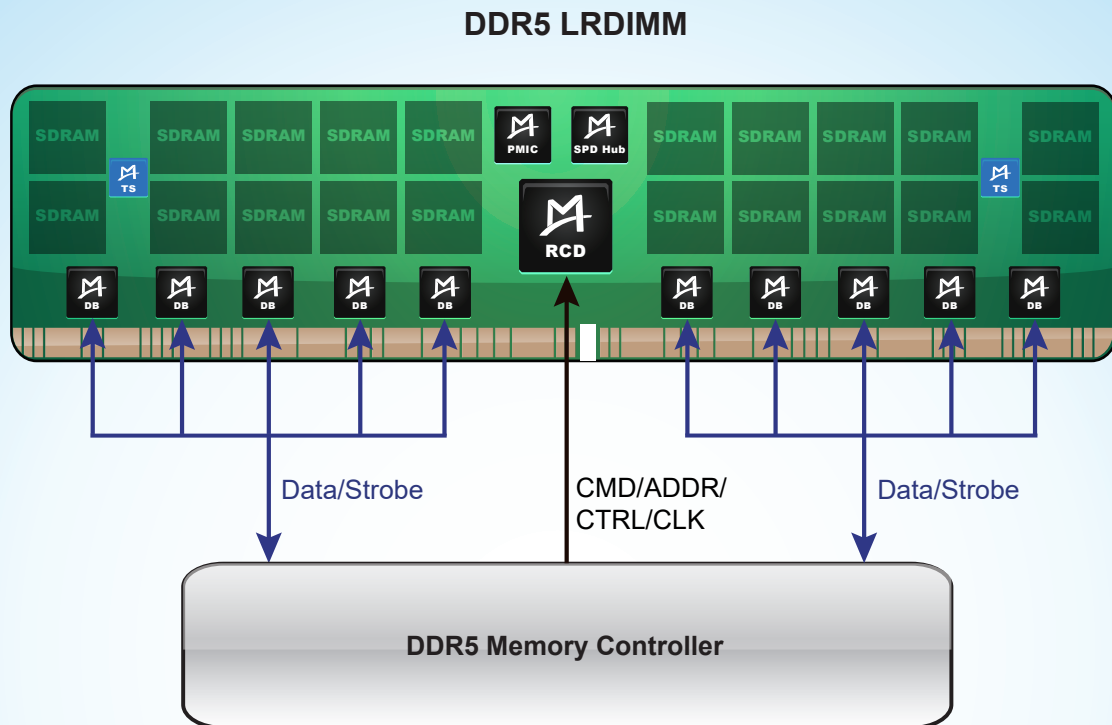 DDR5 LRDIMM
SDRAM SDRAM SDRAM SDRAM SDRAM PMIC SPD Hub SDRAM SDRAM SDRAM SDRAM SDRAM
TS TS
SDRAM SDRAM SDRAM SDRAM SDRAM RCD SDRAM SDRAM SDRAM SDRAM SDRAM
DB DB DB DB DB DB DB DB DB DB
Data/Strobe CMD/ADDR/ Data/Strobe
CTRL/CLK
DDR5 Memory Controller